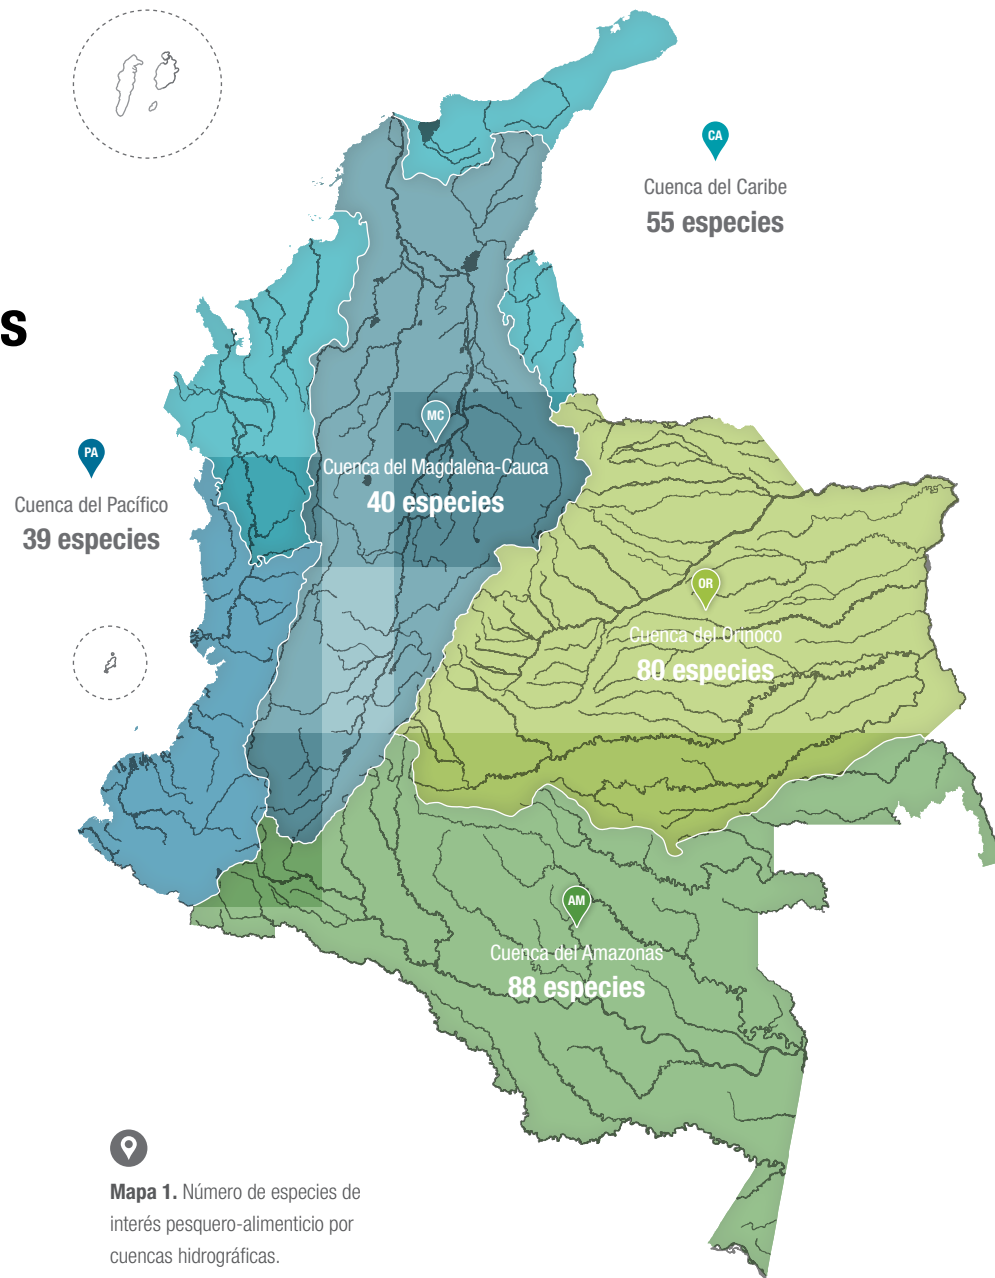 CA
Cuenca del Caribe
55 especies
S
MC
Cuenca del Magdalena-Cauca
40 especies
PA
Cuenca del Pacífico
39 especies
OR
Cuenca del Orinoco
80 especies
AM
Cuenca del Amazonas
88 especies
Mapa 1. Número de especies de
interés pesquero-alimenticio por
cuencas hidrográficas.